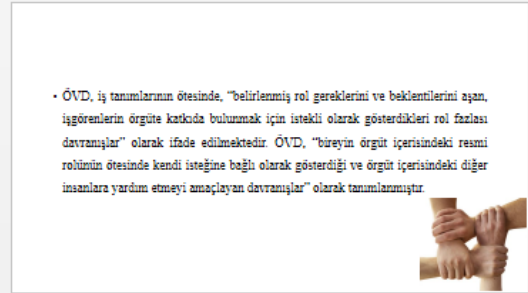 • ÖVD, iş tanımlarının ötesinde, “belirlenmiş rol gereklerini ve beklentilerini aşan,
işgörenlerin örgüte katkıda bulunmak için istekli olarak gösterdikleri rol fazlası
davranışlar” olarak ifade edilmektedir. ÖVD, “bireyin örgüt içerisindeki resmi
rolünün ötesinde kendi isteğine bağlı olarak gösterdiği ve örgüt içerisindeki diğer
insanlara yardım etmeyi amaçlayan davranışlar” olarak tanımlanmıştır.